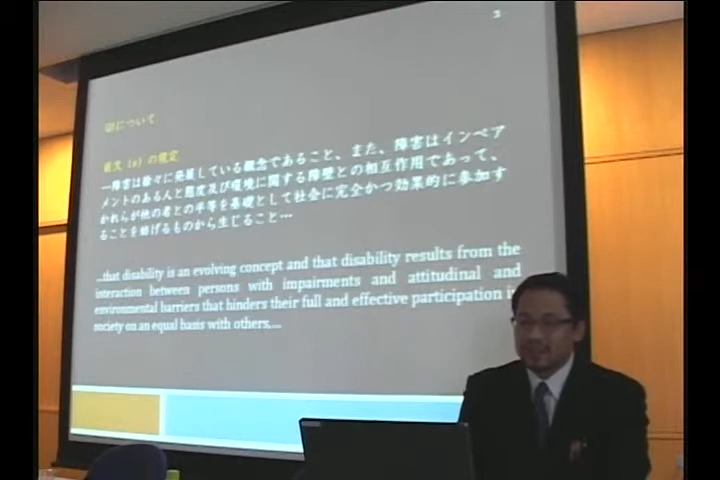 3
Q1について
前文（e）の規定
―障害は徐々に発展している概念であること、また、障害はインペア
メントのある人と態度及び環境に関する障壁との相互作用であって、
かれらが他の者との平等を基礎として社会に完全かつ効果的に参加す
ることを妨げるものから生じること…
…that disability is an evolving concept and that disability results from the
interaction between persons with impairments and attitudinal and
environmental barriers that hinders their full and effective participation
society on an equal basis with others,…